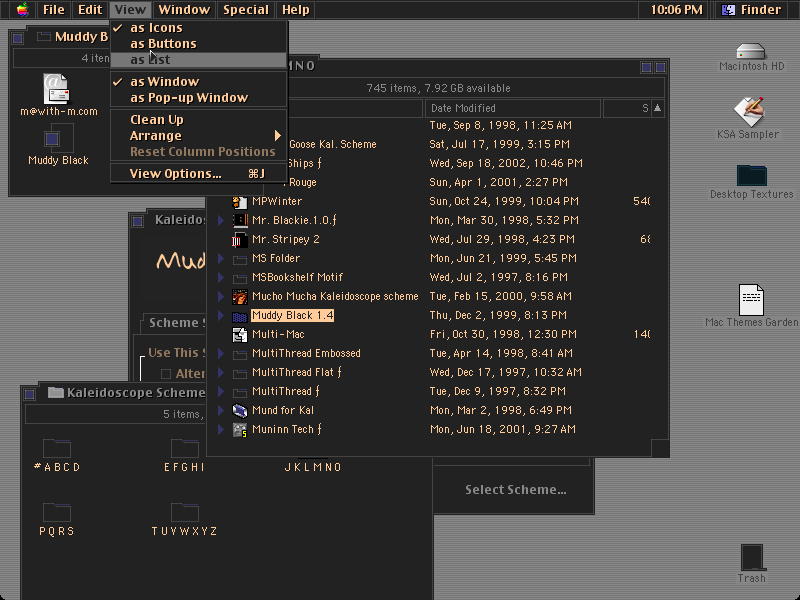 File Edit View Window Special Help 10:06 PM Finder
as Icons
as Buttons
as List
as Window
as Pop-up Window
Clean Up
Arrange
Reset Column Positions
View Options... ⌘J
Muddy B
4 iten
m@with-m.com
Muddy Black
MNO
745 items, 7.92 GB available
Date Modified S
Tue, Sep 8, 1998, 11:25 AM
Goose Kal. Scheme Sat, Jul 17, 1999, 3:15 PM
Ships ƒ Wed, Sep 18, 2002, 10:46 PM
Rouge Sun, Apr 1, 2001, 2:27 PM
MPWinter Sun, Oct 24, 1999, 10:04 PM 540
Mr. Blackie.1.0.ƒ Mon, Mar 30, 1998, 5:32 PM
Mr. Stripey 2 Wed, Jul 29, 1998, 4:23 PM 68
MS Folder Mon, Jun 21, 1999, 5:45 PM
MSBookshelf Motif Wed, Jul 2, 1997, 8:16 PM
Mucho Mucha Kaleidoscope scheme Tue, Feb 15, 2000, 9:58 AM
Muddy Black 1.4 Thu, Dec 2, 1999, 8:13 PM
Multi-Mac Fri, Oct 30, 1998, 12:30 PM 140
MultiThread Embossed Tue, Apr 14, 1998, 8:41 AM
MultiThread Flat ƒ Wed, Dec 17, 1997, 10:32 AM
MultiThread ƒ Tue, Dec 9, 1997, 8:32 PM
Mund for Kal Mon, Mar 2, 1998, 6:49 PM
Muninn Tech ƒ Mon, Jun 18, 2001, 9:27 AM
Kaleidos
Mud
Scheme S
Use This S
Alter
Select Scheme...
Kaleidoscope Scheme
5 items,
#ABCD EFGHI JKLMNO
PQRS TUVWXYZ
Macintosh HD
KSA Sampler
Desktop Textures
Mac Themes Garden
Trash